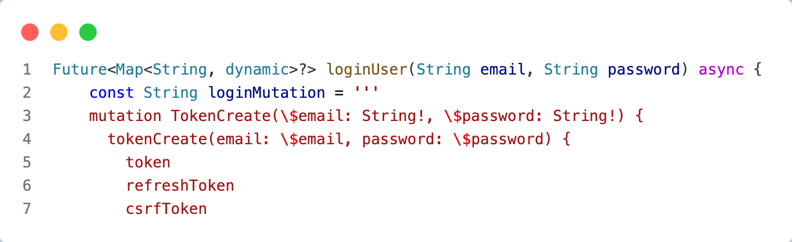 1 Future<Map<String, dynamic>?> loginUser(String email, String password) async {
2 const String loginMutation = '''
3 mutation TokenCreate(\$email: String!, \$password: String!) {
4 tokenCreate(email: \$email, password: \$password) {
5 token
6 refreshToken
7 csrfToken